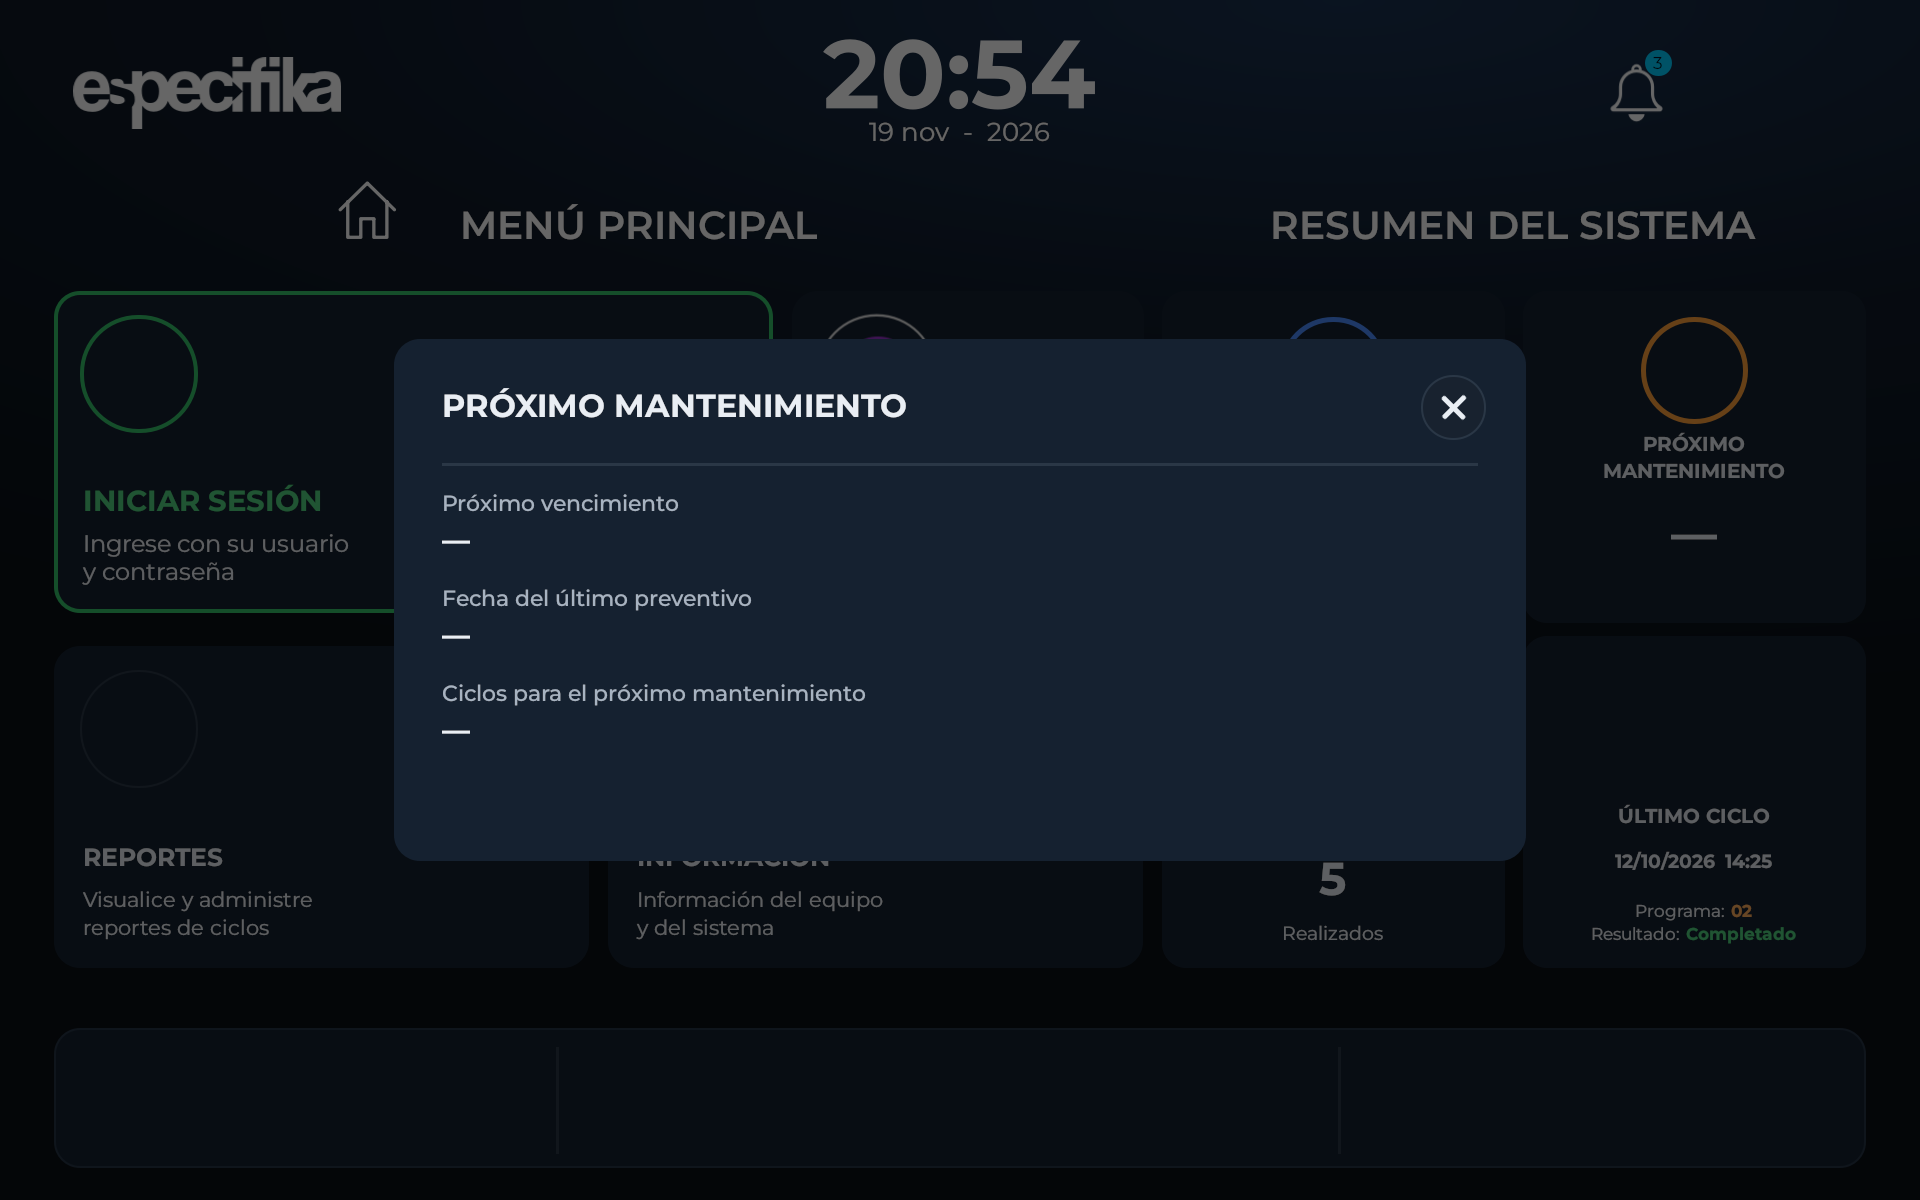 especifika
20:54
19 nov - 2026
3
MENÚ PRINCIPAL
RESUMEN DEL SISTEMA
PRÓXIMO MANTENIMIENTO
Próximo vencimiento
—
Fecha del último preventivo
—
Ciclos para el próximo mantenimiento
—
INICIAR SESIÓN
Ingrese con su usuario
y contraseña
PRÓXIMO
MANTENIMIENTO
—
REPORTES
Visualice y administre
reportes de ciclos
INFORMACIÓN
Información del equipo
y del sistema
5
Realizados
ÚLTIMO CICLO
12/10/2026 14:25
Programa: 02
Resultado: Completado